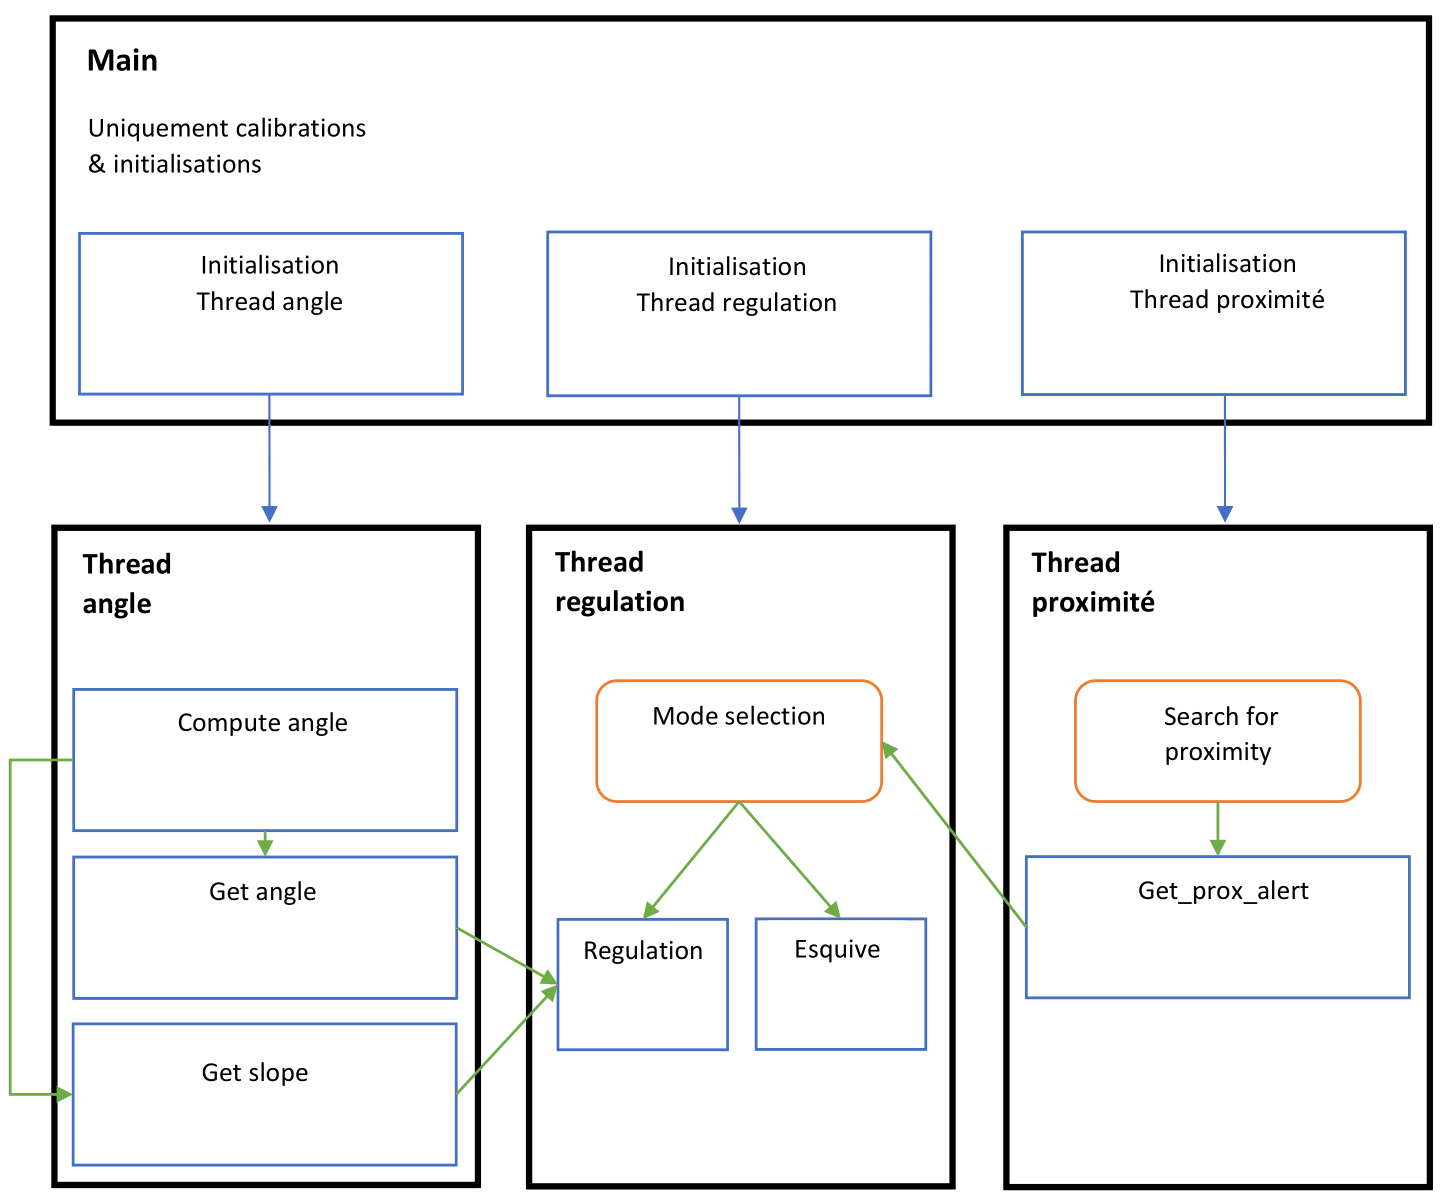 Main
Uniquement calibrations
& initialisations
Initialisation
Thread angle
Initialisation
Thread regulation
Initialisation
Thread proximité
Thread
angle
Compute angle
Get angle
Get slope
Thread
regulation
Mode selection
Regulation
Esquive
Thread
proximité
Search for
proximity
Get_prox_alert